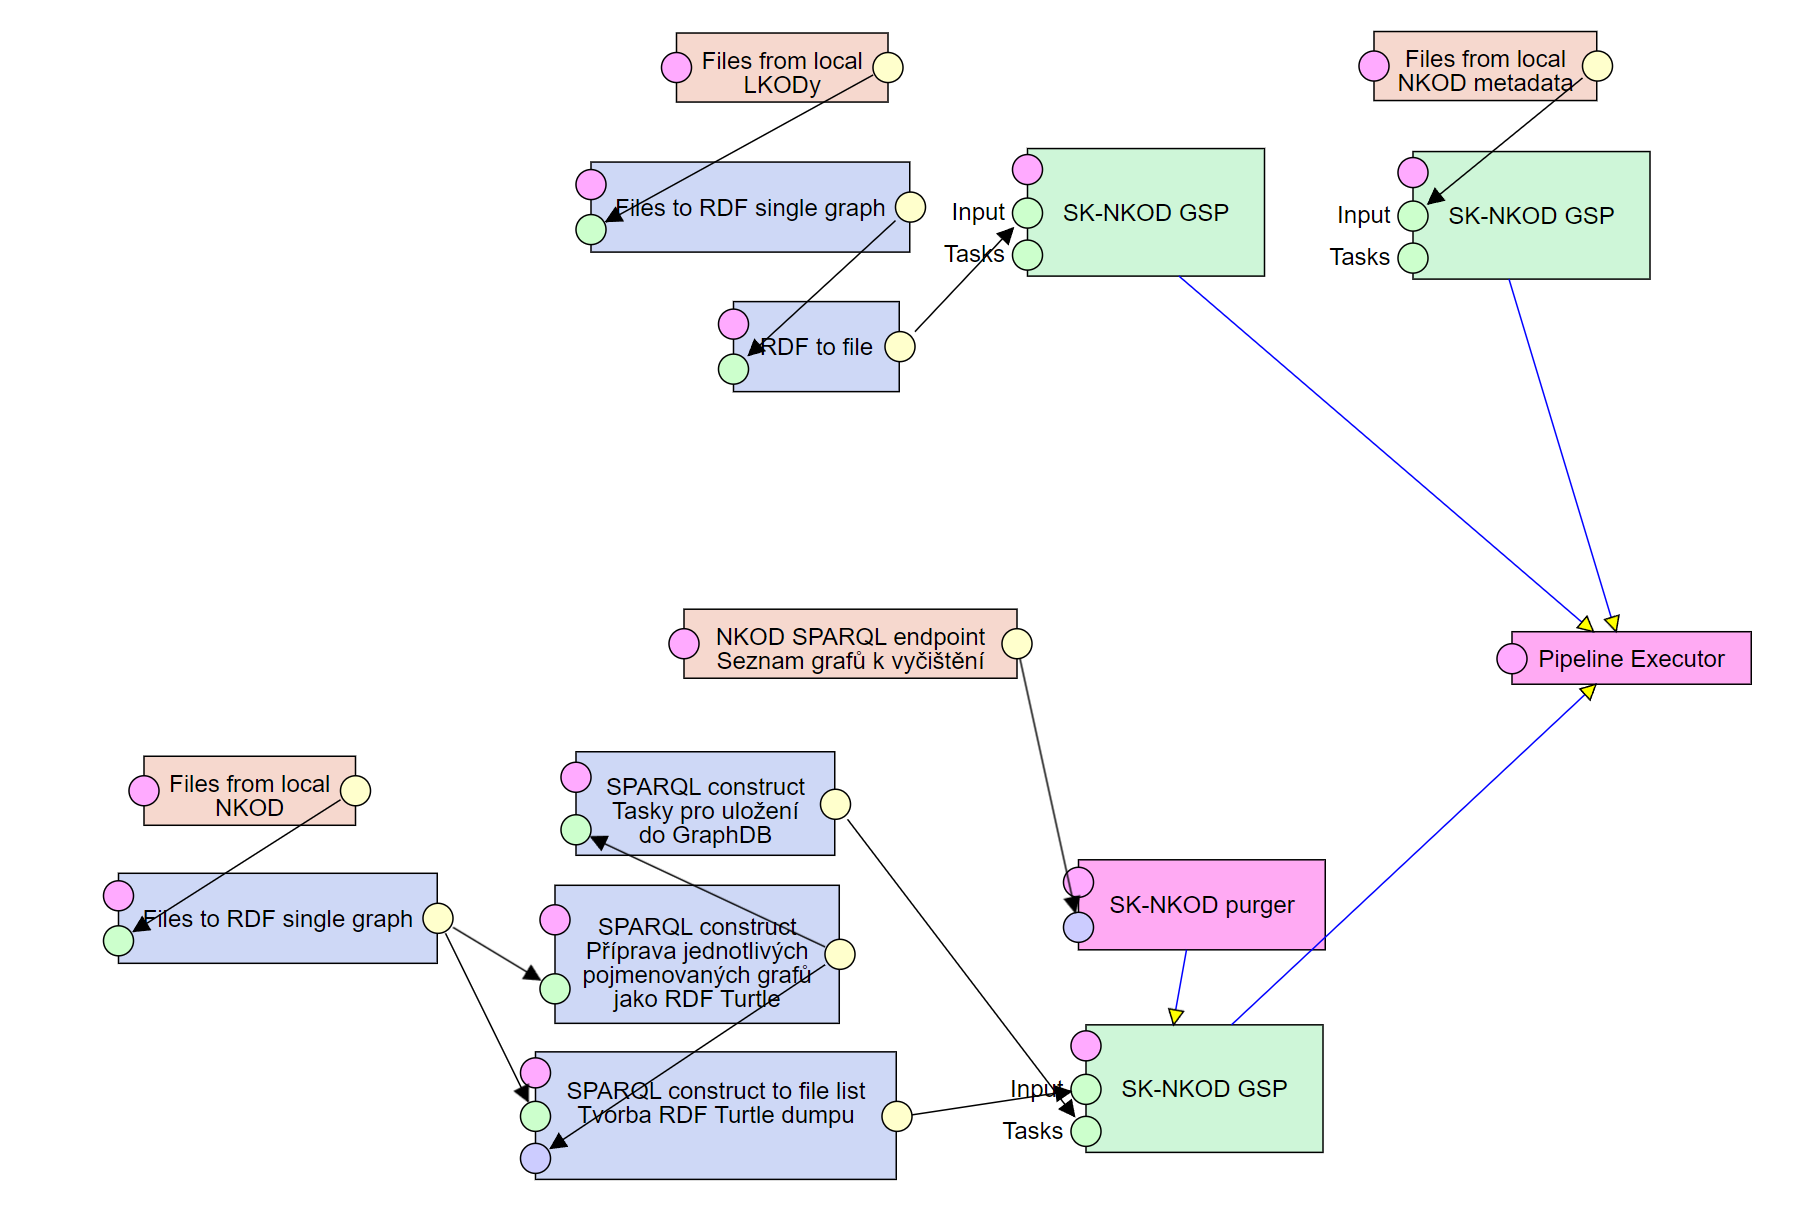 Files from local
LKODy
Files from local
NKOD metadata
Files to RDF single graph
Input
Tasks
SK-NKOD GSP
Input
Tasks
SK-NKOD GSP
RDF to file
NKOD SPARQL endpoint
Seznam grafů k vyčištění
Pipeline Executor
Files from local
NKOD
SPARQL construct
Tasky pro uložení
do GraphDB
Files to RDF single graph
SPARQL construct
Příprava jednotlivých
pojmenovaných grafů
jako RDF Turtle
SK-NKOD purger
SPARQL construct to file list
Tvorba RDF Turtle dumpu
Input
Tasks
SK-NKOD GSP